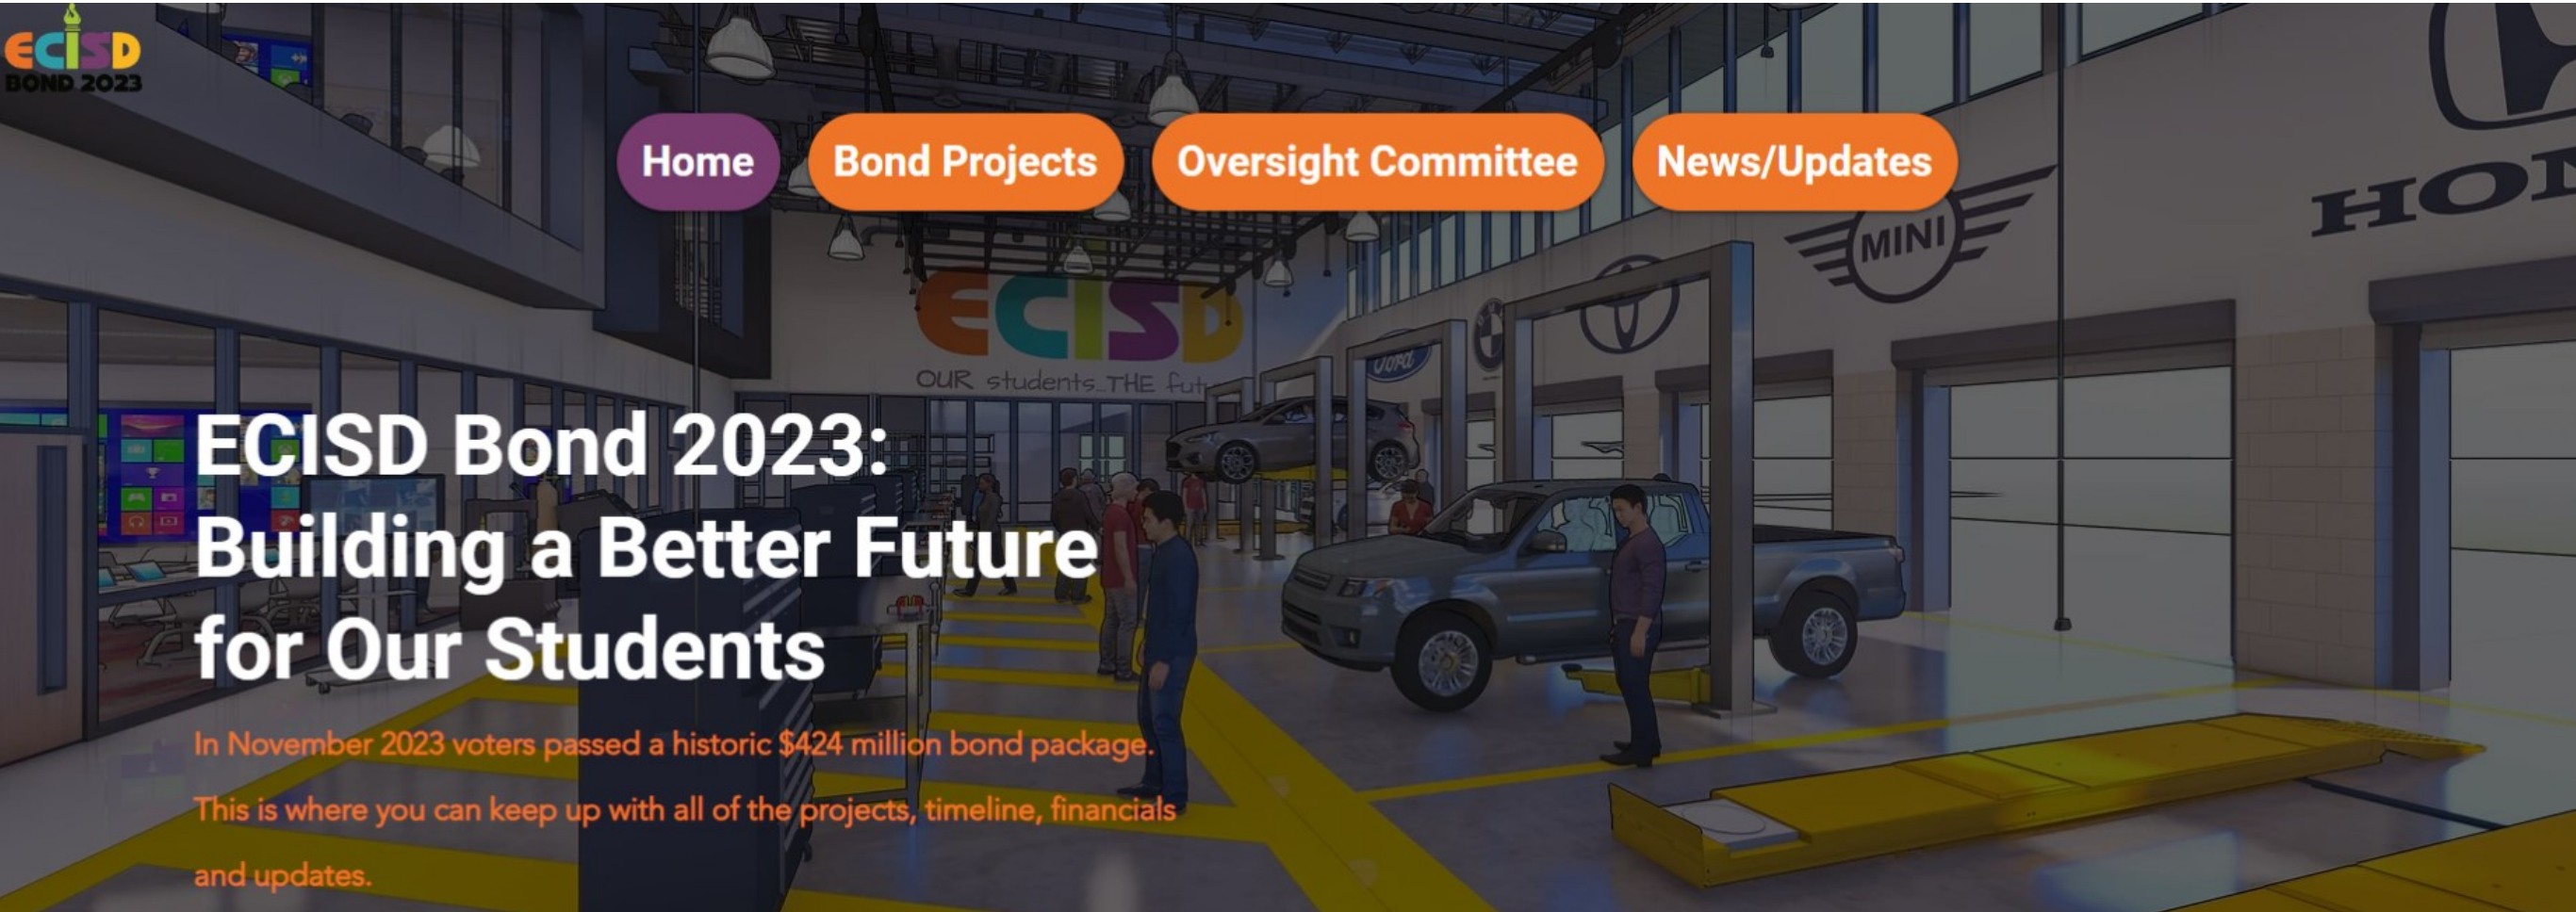 ECISD
BOND 2023
Home
Bond Projects
Oversight Committee
News/Updates
MINI
ECISD
OUR students...THE
Ford
ECISD Bond 2023:
Building a Better Future
for Our Students
In November 2023 voters passed a historic $424 million bond package.
This is where you can keep up with all of the projects, timeline, financials
and updates.